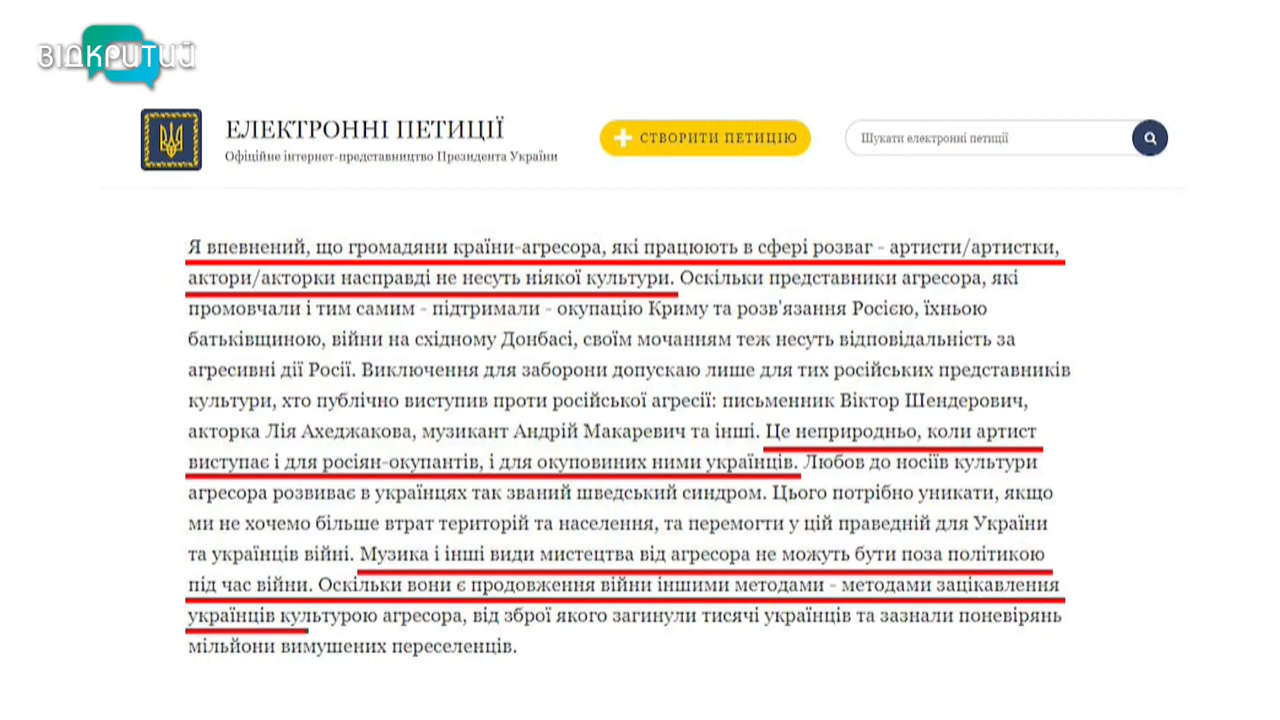 ВІДКРИТИЙ
ЕЛЕКТРОННІ ПЕТИЦІЇ
Офіційне інтернет-представництво Президента України
СТВОРИТИ ПЕТИЦІЮ
Шукати електронні петиції
Я впевнений, що громадяни країни-агресора, які працюють в сфері розваг - артисти/артистки,
актори/акторки насправді не несуть ніякої культури. Оскільки представники агресора, які
промовчали і тим самим - підтримали - окупацію Криму та розв'язання Росією, їхньою
батьківщиною, війни на східному Донбасі, своїм мочанням теж несуть відповідальність за
агресивні дії Росії. Виключення для заборони допускаю лише для тих російських представників
культури, хто публічно виступив проти російської агресії: письменник Віктор Шендерович,
акторка Лія Ахеджакова, музикант Андрій Макаревич та інші. Це неприродньо, коли артист
виступає і для росіян-окупантів, і для окуповиних ними українців. Любов до носіїв культури
агресора розвиває в українцях так званий шведський синдром. Цього потрібно уникати, якщо
ми не хочемо більше втрат територій та населення, та перемогти у цій праведній для України
та українців війні. Музика і інші види мистецтва від агресора не можуть бути поза політикою
під час війни. Оскільки вони є продовження війни іншими методами - методами зацікавлення
українців культурою агресора, від зброї якого загинули тисячі українців та зазнали поневірянь
мільйони вимушених переселенців.